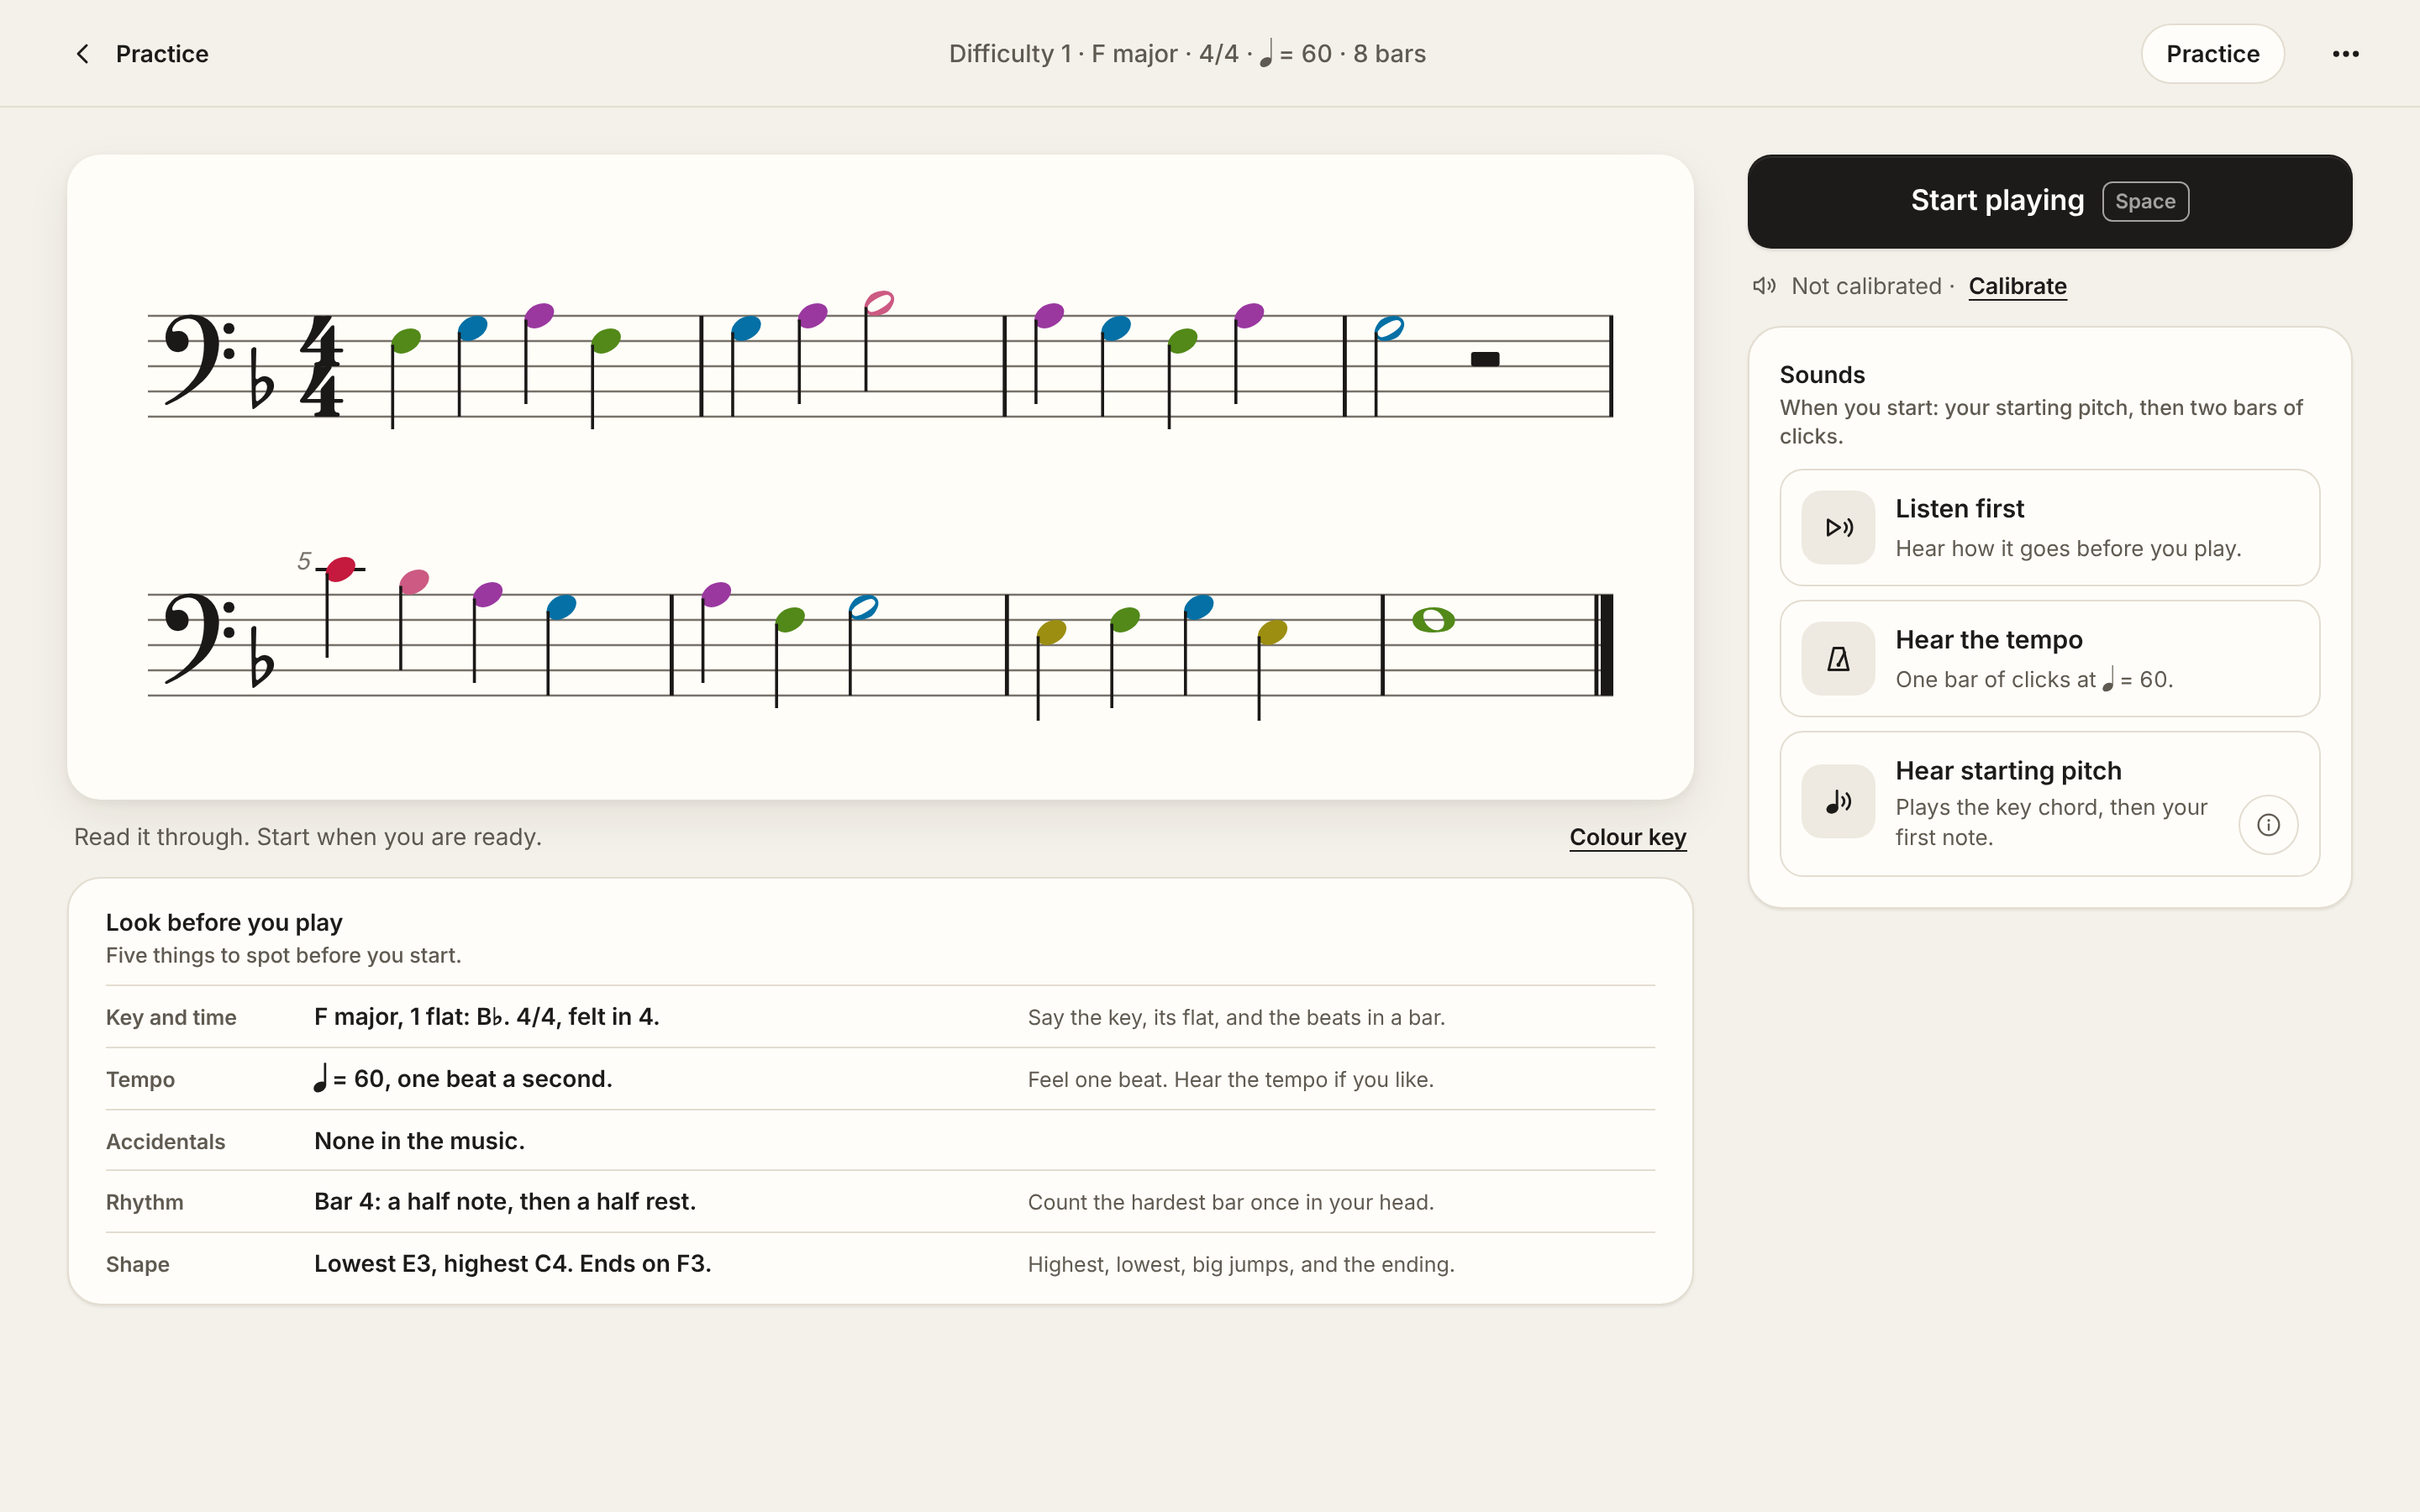 Practice
Difficulty 1 · F major · 4/4 · ♩ = 60 · 8 bars
Practice
Start playing Space
Not calibrated · Calibrate
Sounds
When you start: your starting pitch, then two bars of
clicks.
Listen first
Hear how it goes before you play.
Hear the tempo
One bar of clicks at ♩ = 60.
Hear starting pitch
Plays the key chord, then your
first note.
4
4
5
Read it through. Start when you are ready.
Colour key
Look before you play
Five things to spot before you start.
Key and time F major, 1 flat: B♭. 4/4, felt in 4. Say the key, its flat, and the beats in a bar.
Tempo ♩ = 60, one beat a second. Feel one beat. Hear the tempo if you like.
Accidentals None in the music.
Rhythm Bar 4: a half note, then a half rest. Count the hardest bar once in your head.
Shape Lowest E3, highest C4. Ends on F3. Highest, lowest, big jumps, and the ending.